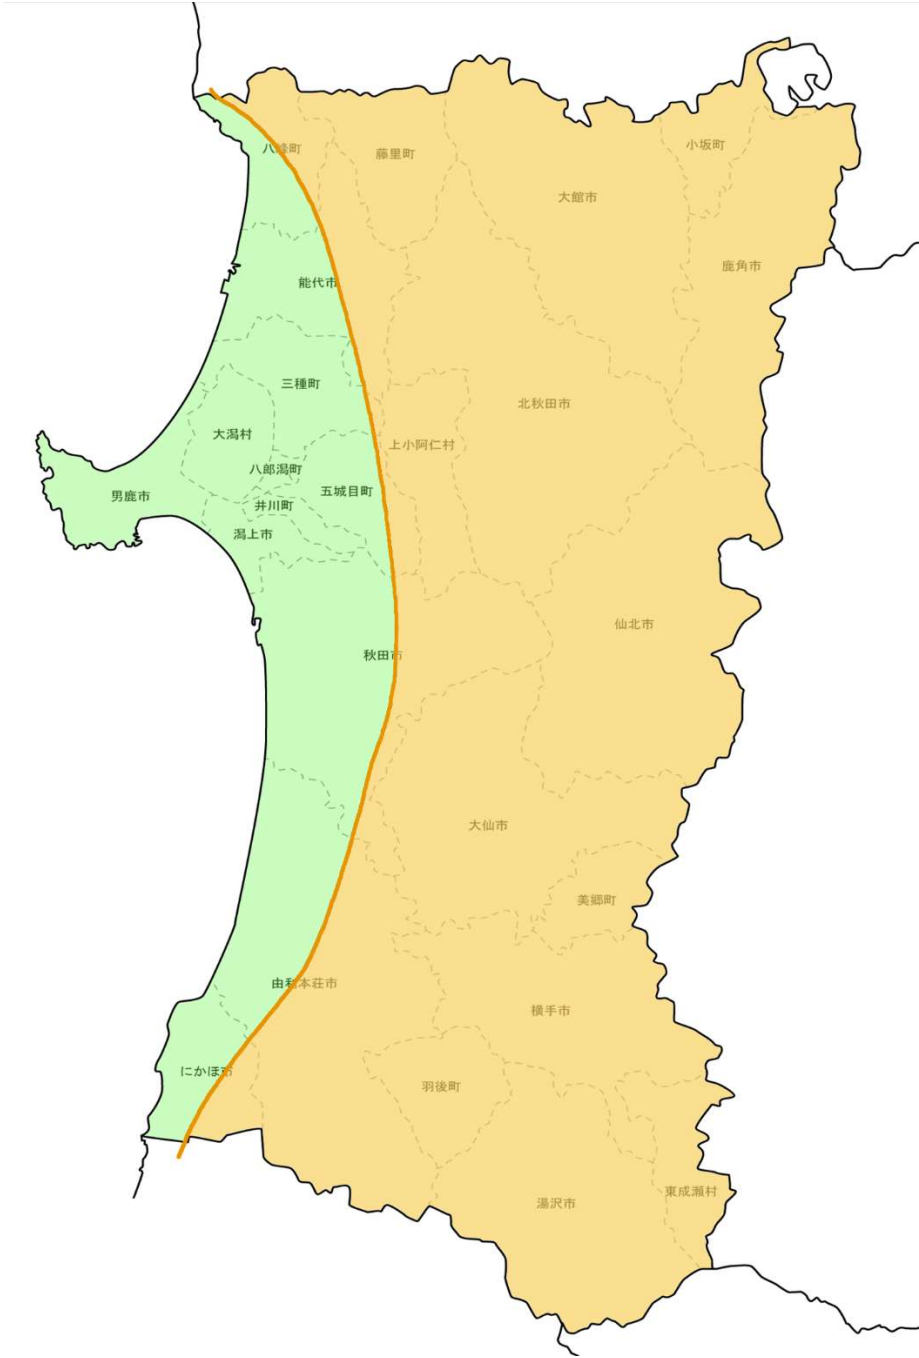 八峰町
藤里町
小坂町
大館市
鹿角市
能代市
三種町
北秋田市
大潟村
上小阿仁村
八郎潟町
五城目町
男鹿市
井川町
潟上市
仙北市
秋田市
大仙市
美郷町
由利本荘市
横手市
にかほ市
羽後町
東成瀬村
湯沢市